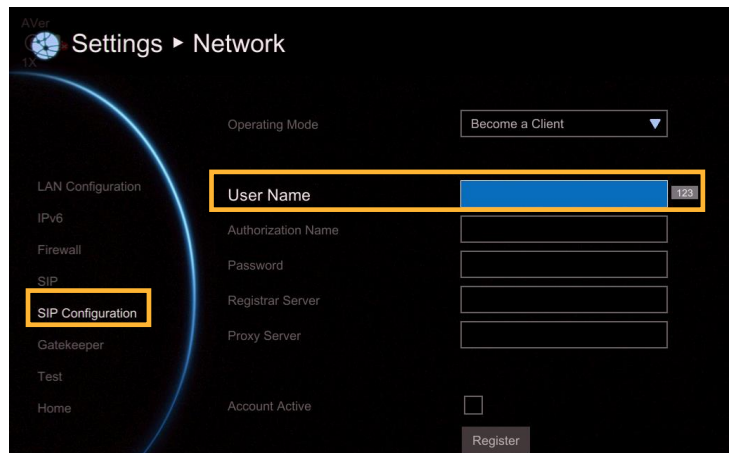 AVer
Settings ► Network
1X
Operating Mode
Become a Client
LAN Configuration
IPv6
Firewall
SIP
SIP Configuration
Gatekeeper
Test
Home
User Name
123
Authorization Name
Password
Registrar Server
Proxy Server
Account Active
Register